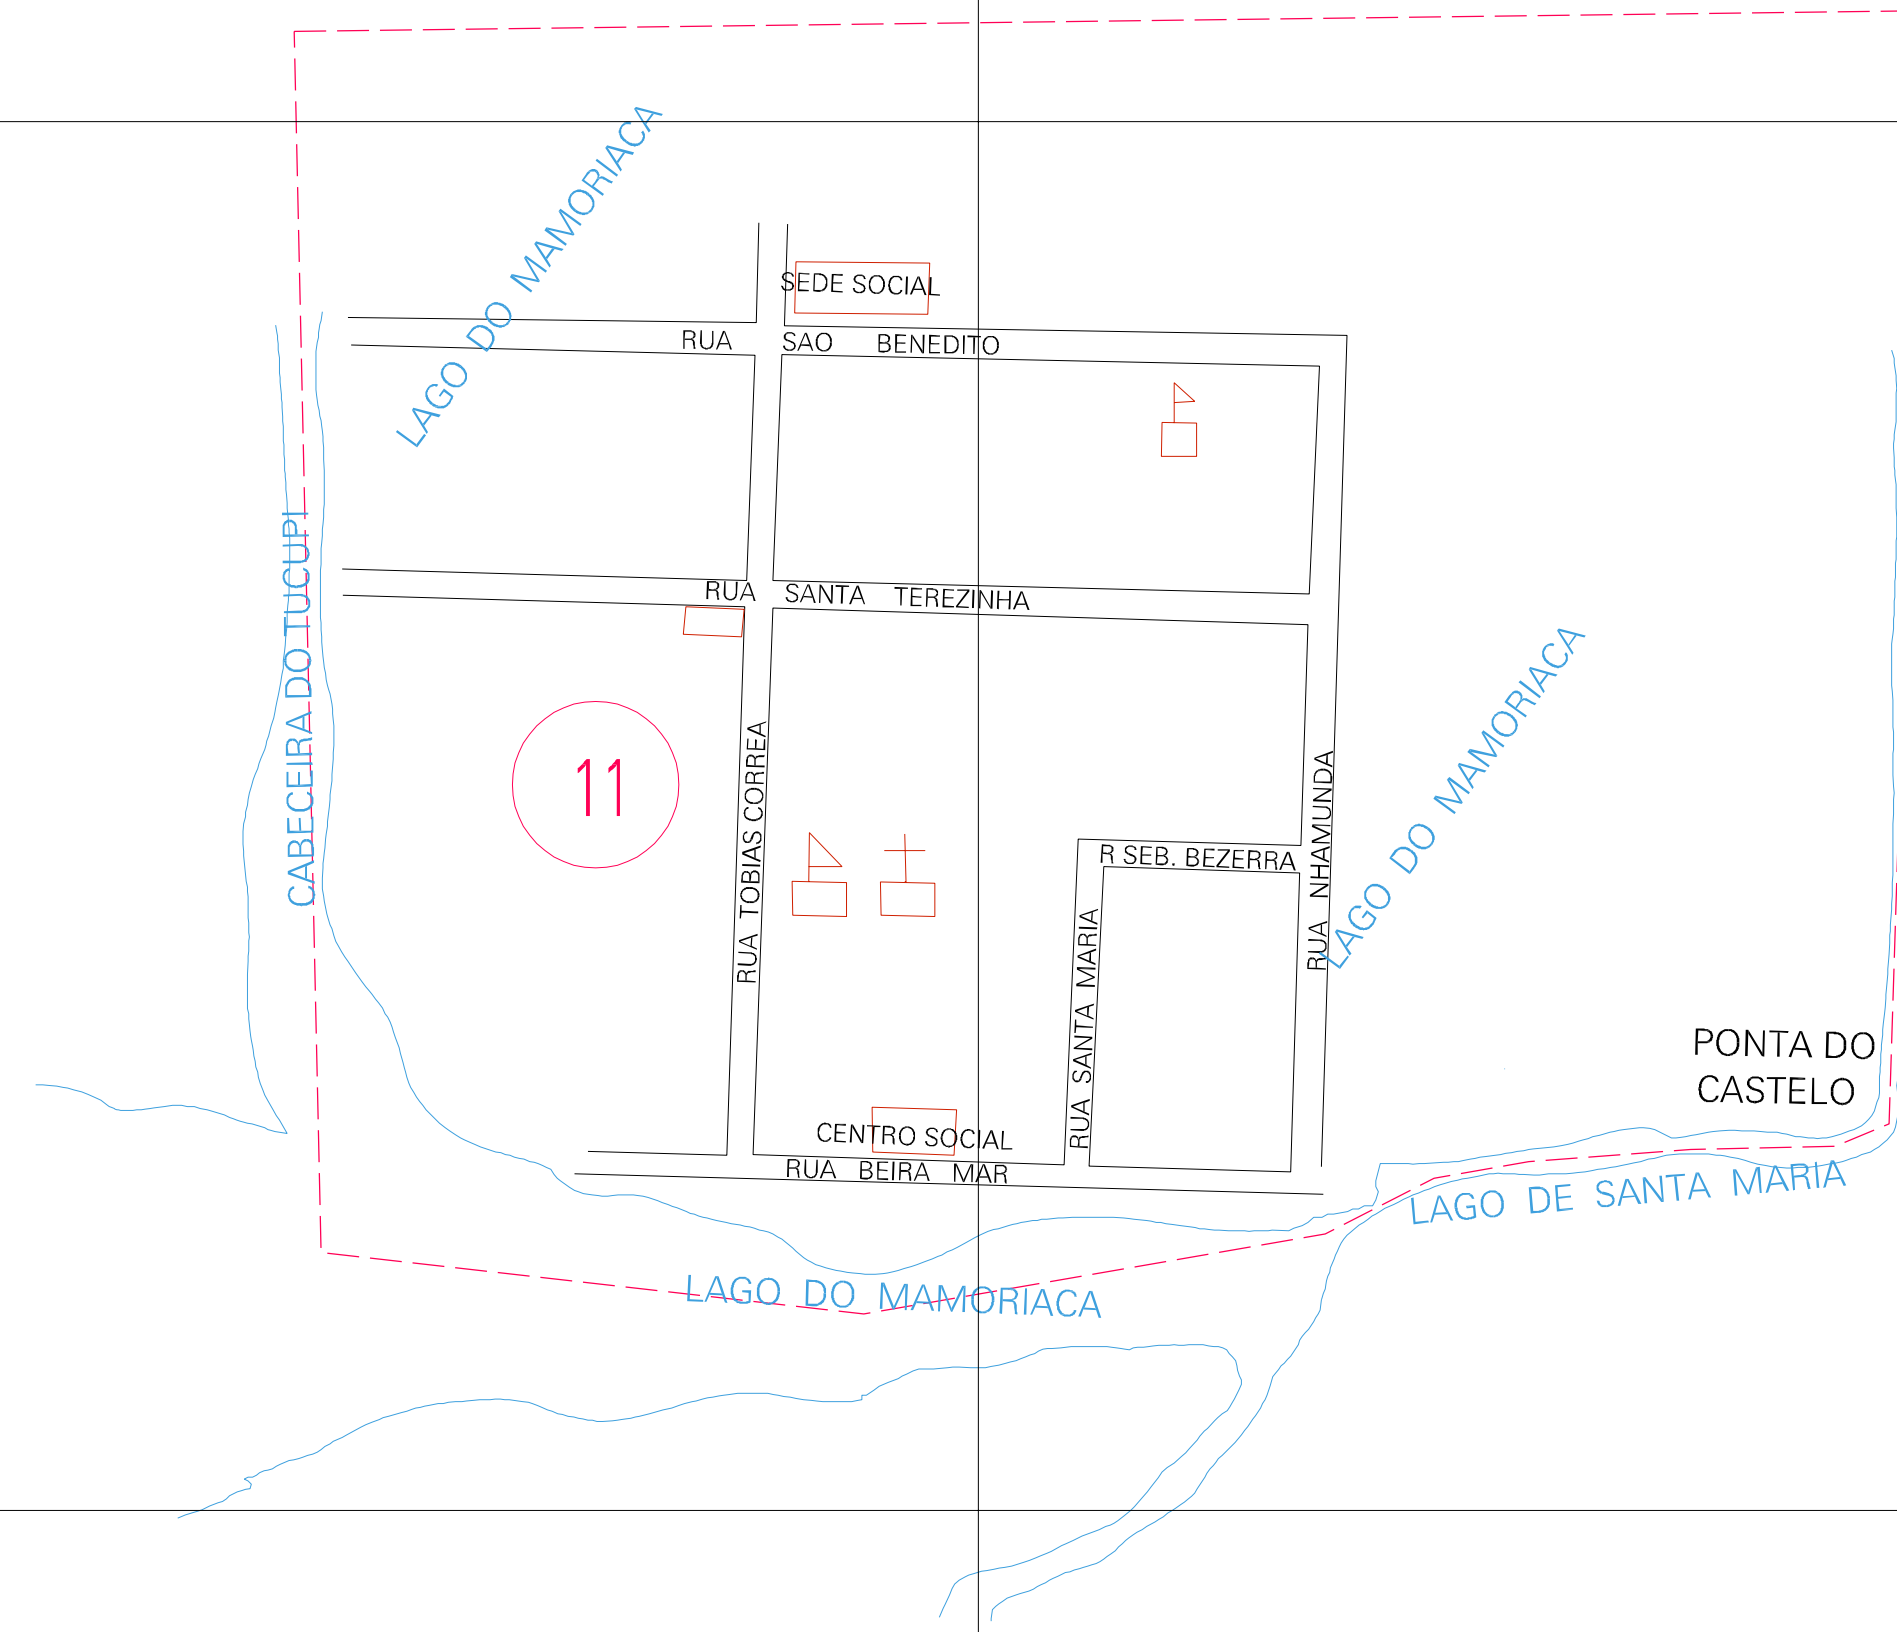 LAGO DO MAMORIACA
SEDE SOCIAL
RUA SAO BENEDITO
CABECEIRA DO TUCUPI
RUA SANTA TEREZINHA
11
RUA TOBIAS CORREA
R SEB. BEZERRA
RUA NHAMUNDA
LAGO DO MAMORIACA
RUA SANTA MARIA
PONTA DO
CASTELO
CENTRO SOCIAL
RUA BEIRA MAR
LAGO DE SANTA MARIA
LAGO DO MAMORIACA